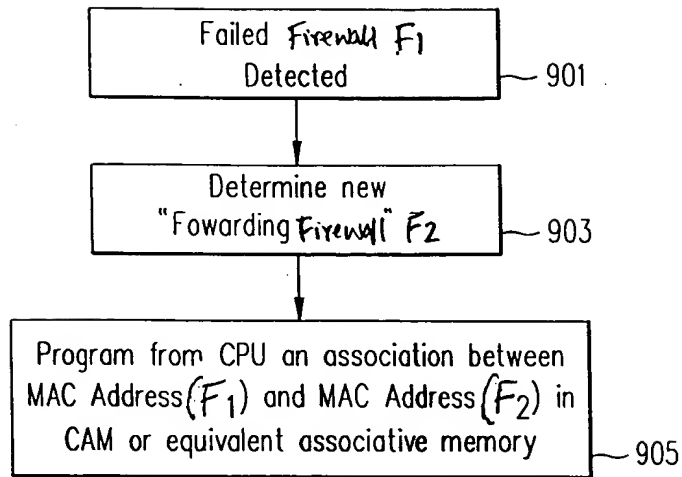 Failed Firewall F1
Detected
901
Determine new
"Fowarding Firewall" F2
903
Program from CPU an association between
MAC Address (F1) and MAC Address (F2) in
CAM or equivalent associative memory
905